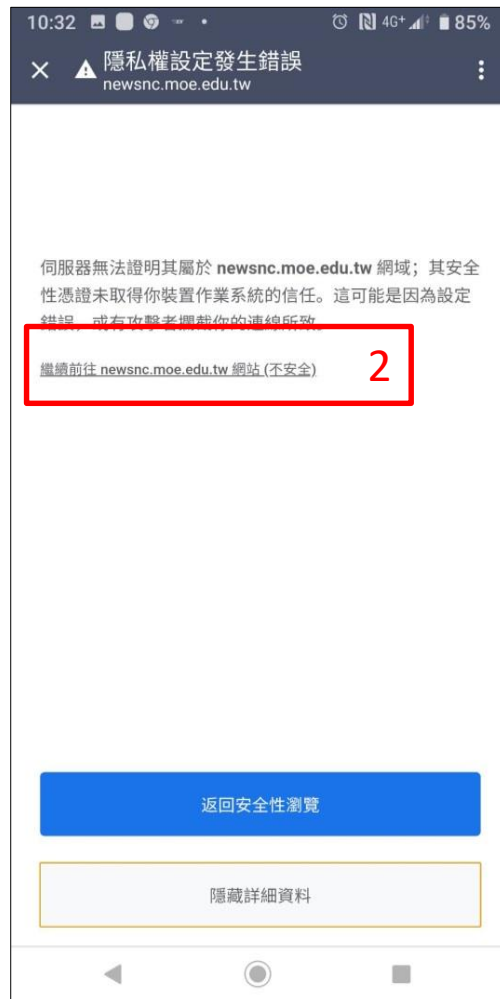 10:32 4G+ 85%
隱私權設定發生錯誤
newsnc.moe.edu.tw
伺服器無法證明其屬於 newsnc.moe.edu.tw 網域；其安全
性憑證未取得你裝置作業系統的信任。這可能是因為設定
錯誤，或有攻擊者攔截你的連線所致。
繼續前往 newsnc.moe.edu.tw 網站 (不安全)
2
返回安全性瀏覽
隱藏詳細資料